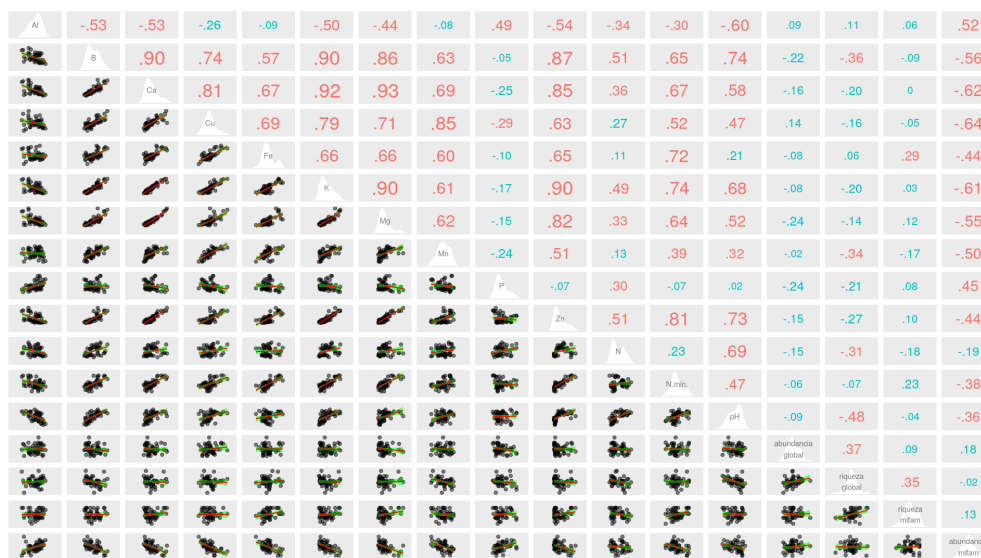 Al -.53 -.53 -.26 -.09 -.50 -.44 -.08 .49 -.54 -.34 -.30 -.60 .09 .11 .06 .52
B .90 .74 .57 .90 .86 .63 -.05 .87 .51 .65 .74 -.22 -.36 -.09 -.56
Ca .81 .67 .92 .93 .69 -.25 .85 .36 .67 .58 -.16 -.20 0 -.62
Cu .69 .79 .71 .85 -.29 .63 .27 .52 .47 .14 -.16 -.05 -.64
Fe .66 .66 .60 -.10 .65 .11 .72 .21 -.08 .06 .29 -.44
K .90 .61 -.17 .90 .49 .74 .68 -.08 -.20 .03 -.61
Mg .62 -.15 .82 .33 .64 .52 -.24 -.14 .12 -.55
Mn -.24 .51 .13 .39 .32 -.02 -.34 -.17 -.50
P -.07 .30 -.07 .02 -.24 -.21 .08 .45
Zn .51 .81 .73 -.15 -.27 .10 -.44
N .23 .69 -.15 -.31 -.18 -.19
N.min. .47 -.06 -.07 .23 -.38
pH -.09 -.48 -.04 -.36
abundancia
global
.37 .09 .18
riqueza
global
.35 -.02
riqueza
mifam
.13
abundanc
mifam